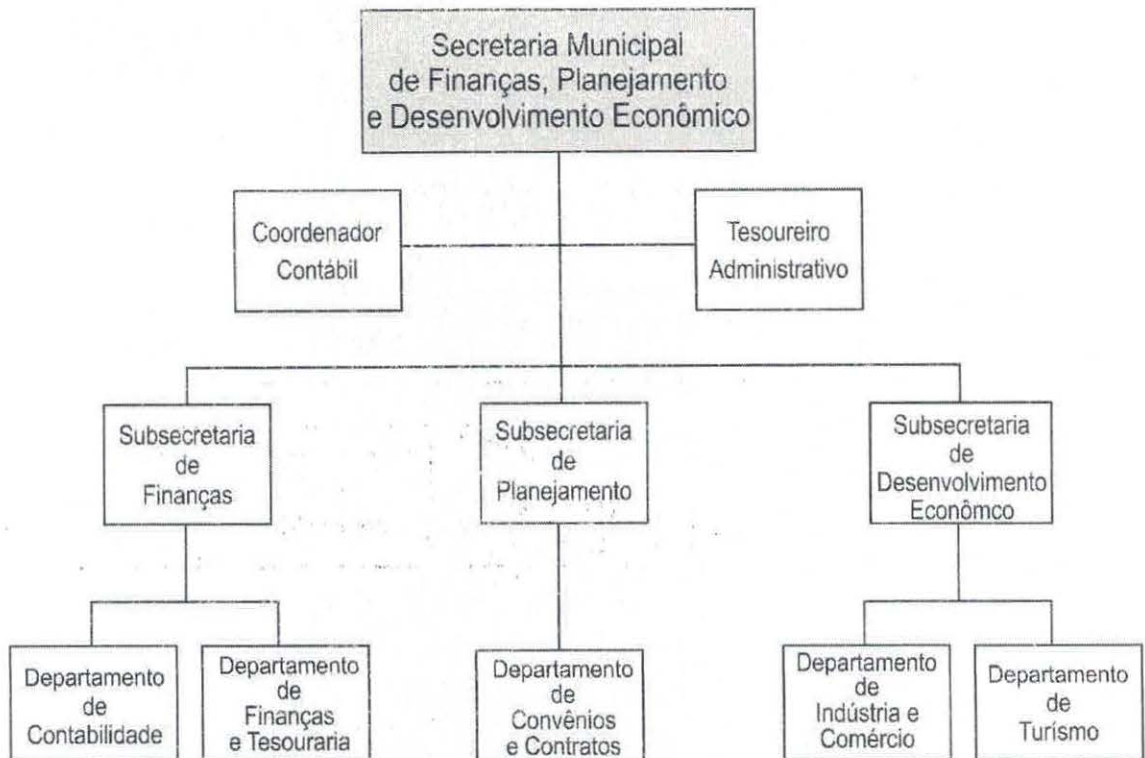 Secretaria Municipal
de Finanças, Planejamento
e Desenvolvimento Econômico
Coordenador
Contábil
Tesoureiro
Administrativo
Subsecretaria
de
Finanças
Subsecretaria
de
Planejamento
Subsecretaria
de
Desenvolvimento
Econômco
Departamento
de
Contabilidade
Departamento
de
Finanças
e Tesouraria
Departamento
de
Convênios
e Contratos
Departamento
de
Indústria e
Comércio
Departamento
de
Turísmo